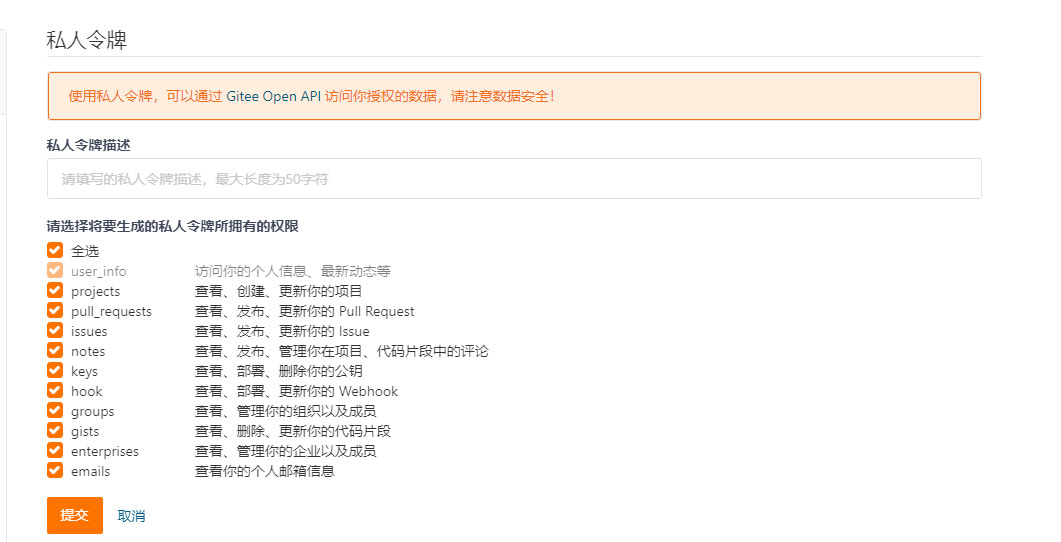 私人令牌
使用私人令牌，可以通过 Gitee Open API 访问你授权的数据，请注意数据安全！
私人令牌描述
请填写的私人令牌描述，最大长度为50字符
请选择将要生成的私人令牌所拥有的权限
全选
user_info 访问你的个人信息、最新动态等
projects 查看、创建、更新你的项目
pull_requests 查看、发布、更新你的 Pull Request
issues 查看、发布、更新你的 Issue
notes 查看、发布、管理你在项目、代码片段中的评论
keys 查看、部署、删除你的公钥
hook 查看、部署、更新你的 Webhook
groups 查看、管理你的组织以及成员
gists 查看、删除、更新你的代码片段
enterprises 查看、管理你的企业以及成员
emails 查看你的个人邮箱信息
提交 取消